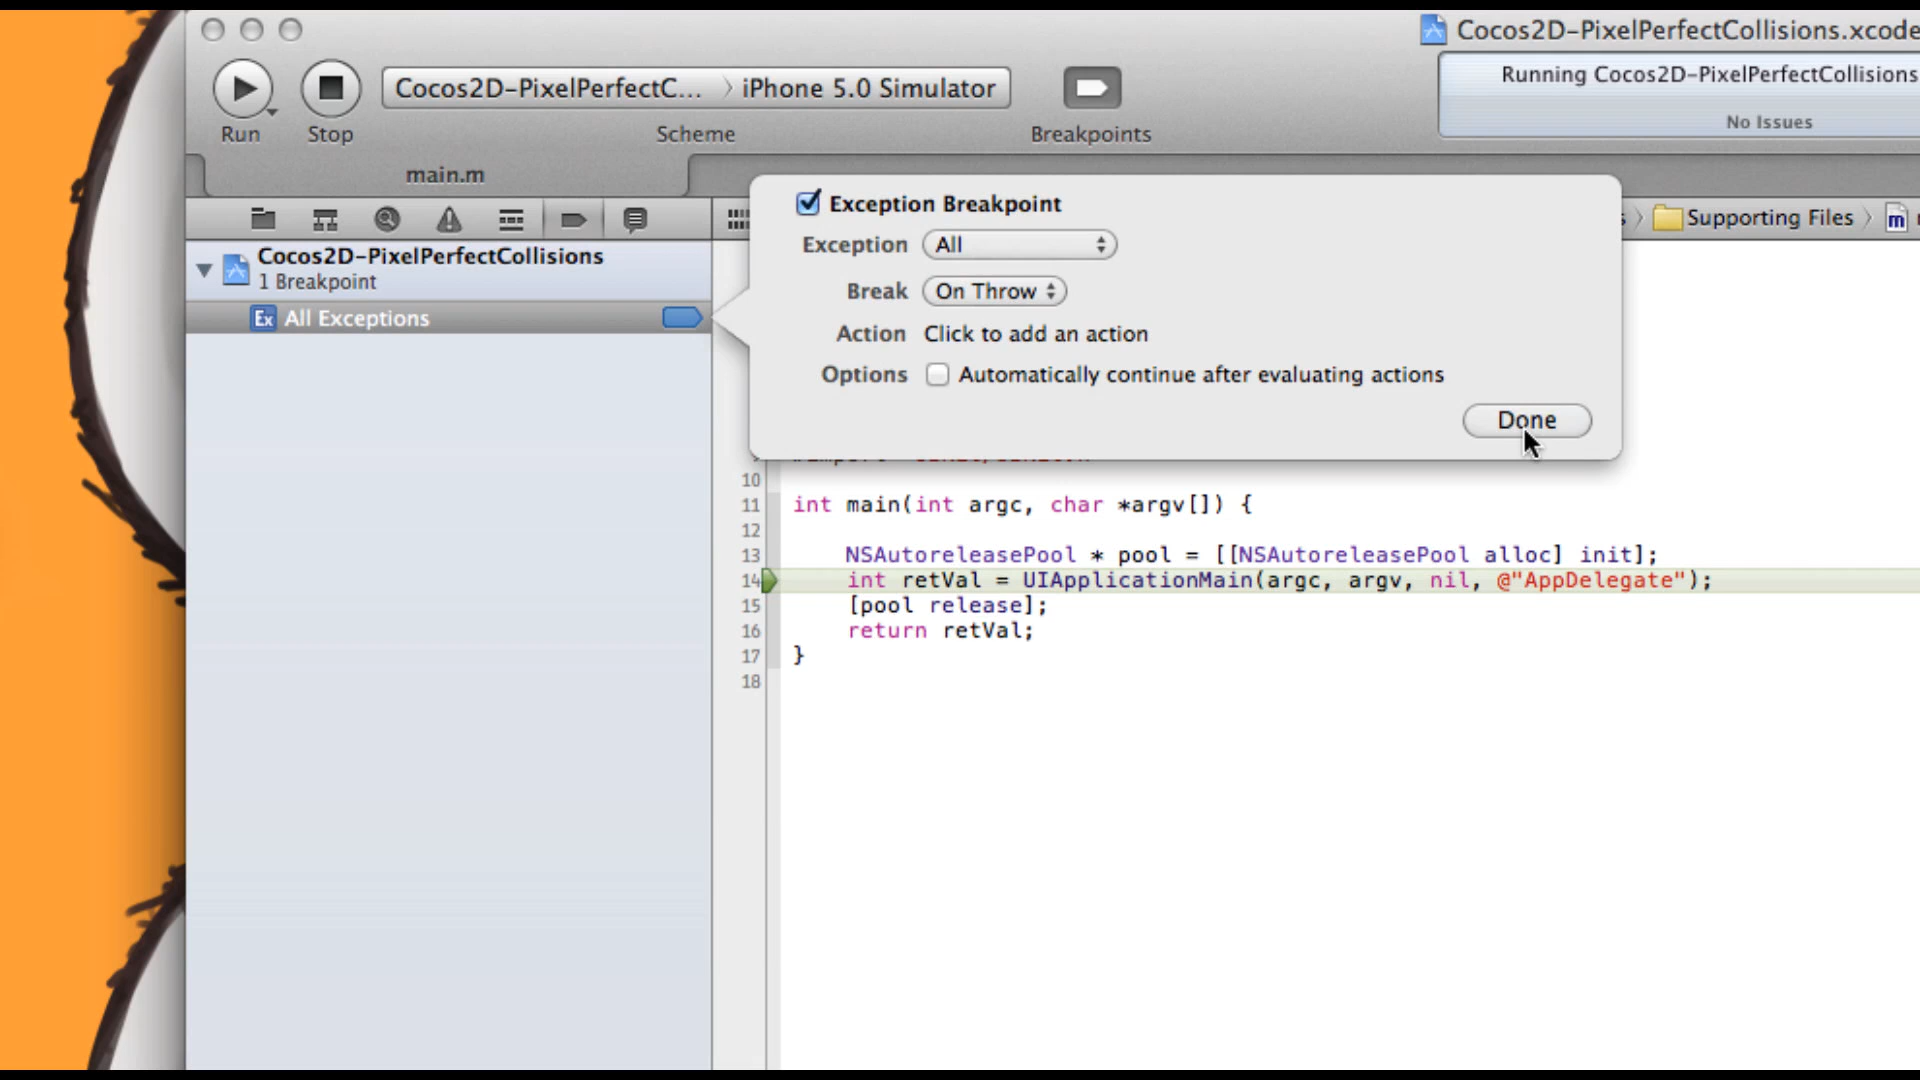 Cocos2D-PixelPerfectCollisions.xcode
Cocos2D-PixelPerfectC... iPhone 5.0 Simulator
Running Cocos2D-PixelPerfectCollisions
No Issues
Run Stop Scheme Breakpoints
main.m
Exception Breakpoint
Supporting Files
m
Exception All
Cocos2D-PixelPerfectCollisions
1 Breakpoint
Break On Throw
Ex All Exceptions
Action Click to add an action
Options Automatically continue after evaluating actions
Done
10
11 int main(int argc, char *argv[]) {
12
13 NSAutoreleasePool * pool = [[NSAutoreleasePool alloc] init];
14 int retVal = UIApplicationMain(argc, argv, nil, @"AppDelegate");
15 [pool release];
16 return retVal;
17 }
18